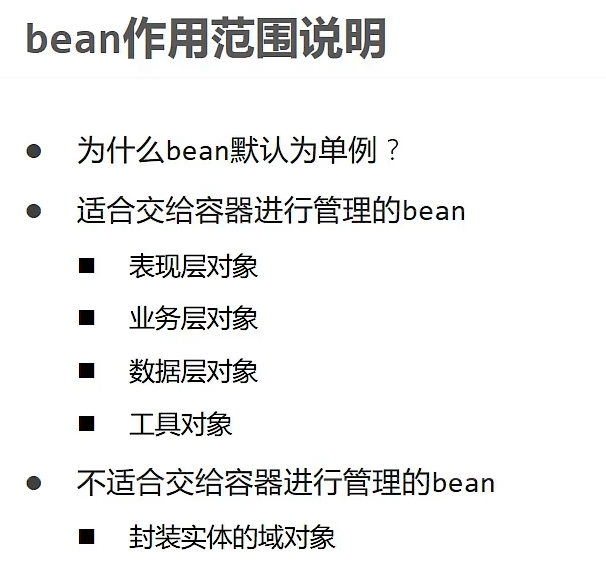 bean作用范围说明
为什么bean默认为单例？
适合交给容器进行管理的bean
表现层对象
业务层对象
数据层对象
工具对象
不适合交给容器进行管理的bean
封装实体的域对象